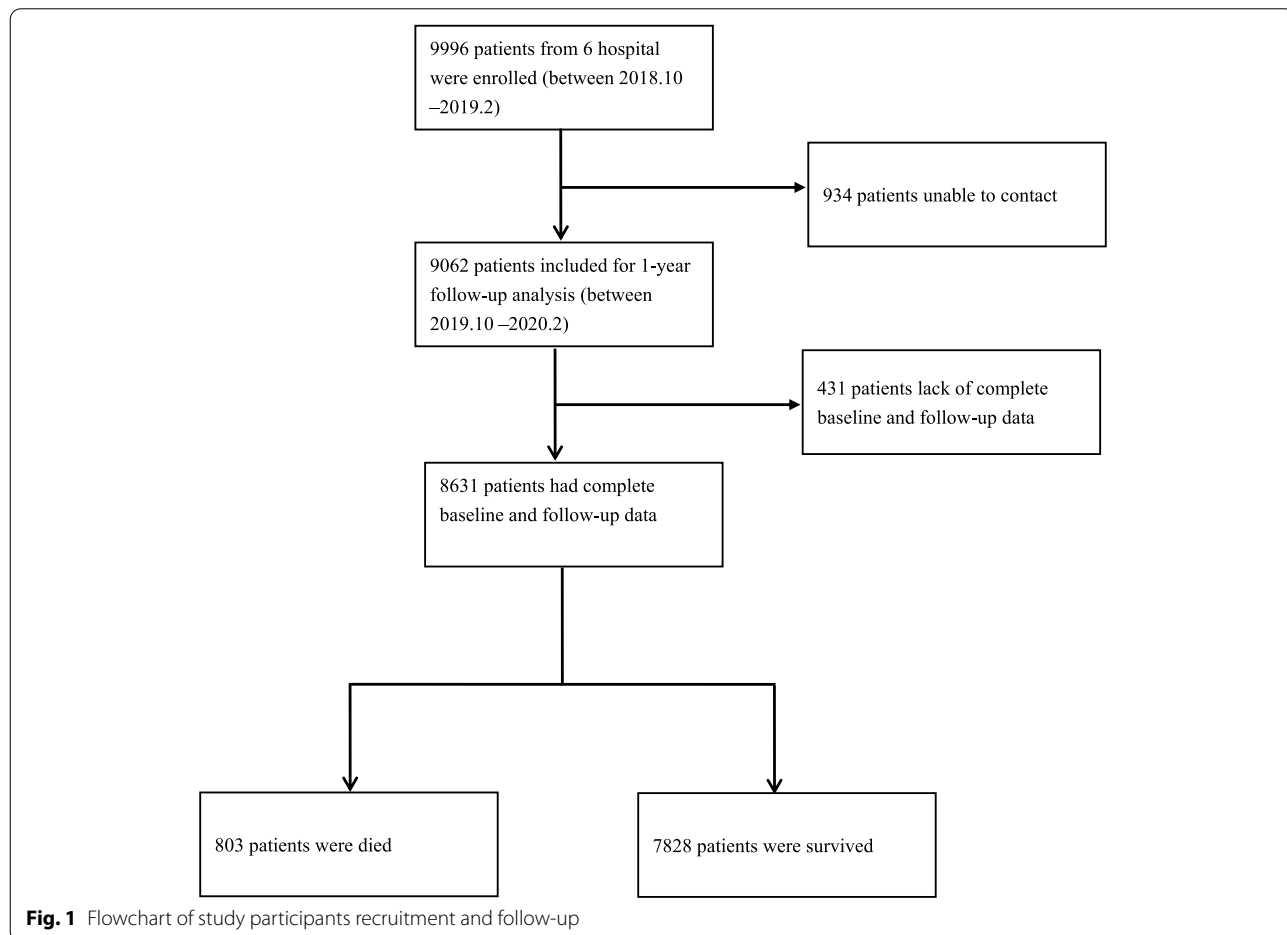 9996 patients from 6 hospital
were enrolled (between 2018.10
–2019.2)
934 patients unable to contact
9062 patients included for 1-year
follow-up analysis (between
2019.10 –2020.2)
431 patients lack of complete
baseline and follow-up data
8631 patients had complete
baseline and follow-up data
803 patients were died
7828 patients were survived
Fig. 1 Flowchart of study participants recruitment and follow-up